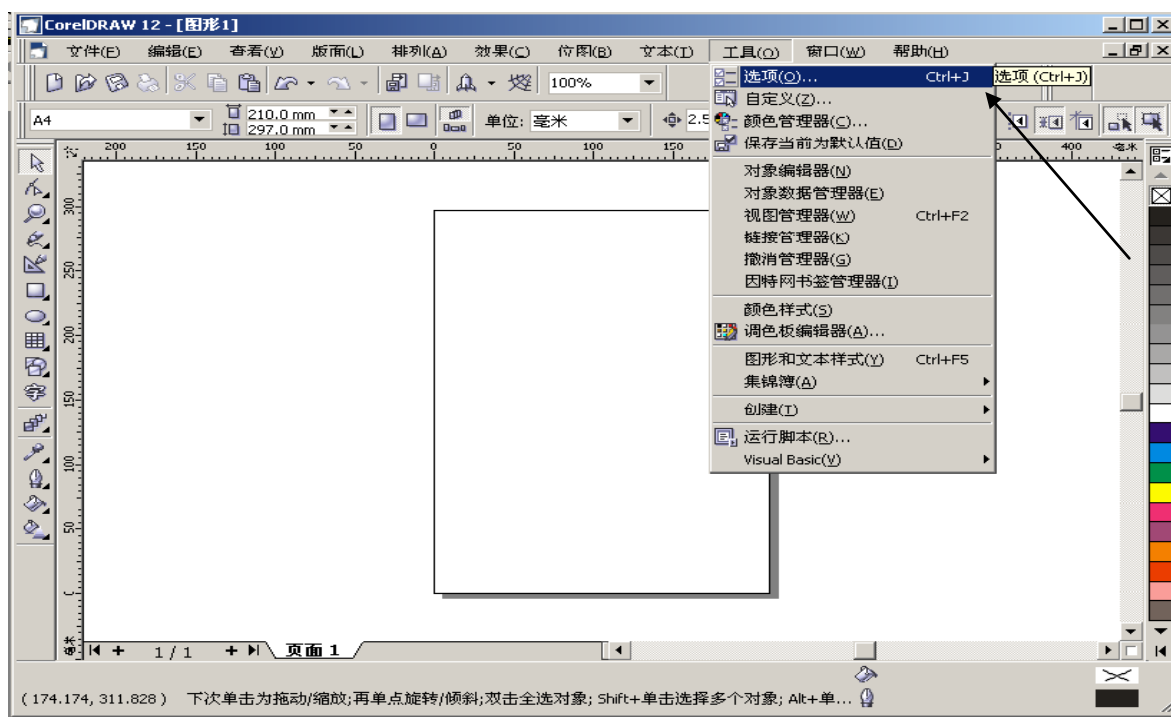 CorelDRAW 12 - [图形1]
文件(F) 编辑(E) 查看(V) 版面(L) 排列(A) 效果(C) 位图(B) 文本(T) 工具(O) 窗口(W) 帮助(H)
100%
A4 210.0 mm 297.0 mm 单位: 毫米 2.5
选项(O)... Ctrl+J
选项 (Ctrl+J)
自定义(Z)...
颜色管理器(C)...
保存当前为默认值(D)
对象编辑器(N)
对象数据管理器(E)
视图管理器(W) Ctrl+F2
链接管理器(K)
撤消管理器(G)
因特网书签管理器(I)
颜色样式(S)
调色板编辑器(A)...
图形和文本样式(Y) Ctrl+F5
集锦簿(A)
创建(T)
运行脚本(R)...
Visual Basic(V)
200 150 100 50 0 50 100 150 400 毫米
300
250
200
150
100
50
0
字
1 / 1 页面 1
( 174.174, 311.828 ) 下次单击为拖动/缩放;再单点旋转/倾斜;双击全选对象; Shift+单击选择多个对象; Alt+单...